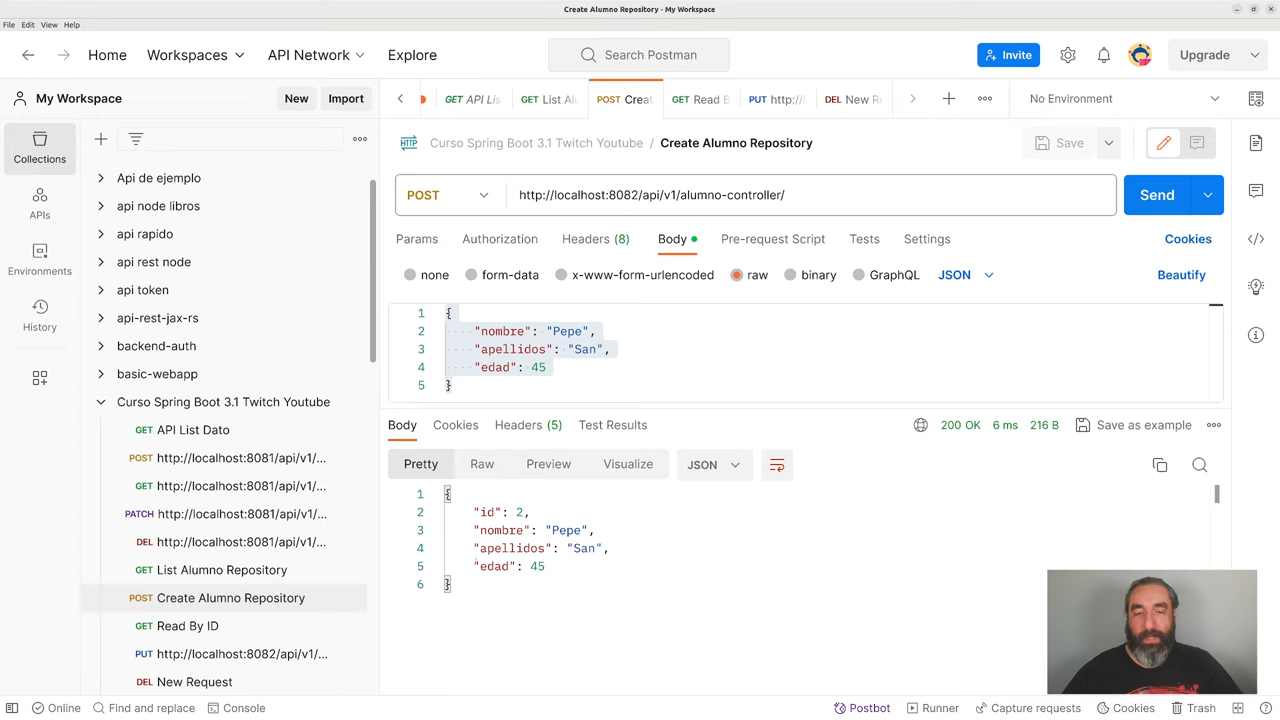 Create Alumno Repository - My Workspace
File Edit View Help
Home Workspaces API Network Explore
Search Postman
Invite
Upgrade
My Workspace
New Import
GET API Lis
GET List Alu
POST Crea
GET Read B
PUT http://
DEL New R
No Environment
Collections
APIs
Environments
History
Api de ejemplo
api node libros
api rapido
api rest node
api token
api-rest-jax-rs
backend-auth
basic-webapp
Curso Spring Boot 3.1 Twitch Youtube
GET API List Dato
POST http://localhost:8081/api/v1/...
GET http://localhost:8081/api/v1/...
PATCH http://localhost:8081/api/v1/...
DEL http://localhost:8081/api/v1/...
GET List Alumno Repository
POST Create Alumno Repository
GET Read By ID
PUT http://localhost:8082/api/v1/...
DEL New Request
HTTP Curso Spring Boot 3.1 Twitch Youtube / Create Alumno Repository
Save
POST http://localhost:8082/api/v1/alumno-controller/
Send
Params Authorization Headers (8) Body Pre-request Script Tests Settings
Cookies
none form-data x-www-form-urlencoded raw binary GraphQL JSON
Beautify
1 {
2 "nombre": "Pepe",
3 "apellidos": "San",
4 "edad": 45
5 }
Body Cookies Headers (5) Test Results
200 OK 6 ms 216 B Save as example
Pretty Raw Preview Visualize JSON
1 {
2 "id": 2,
3 "nombre": "Pepe",
4 "apellidos": "San",
5 "edad": 45
6 }
Online Find and replace Console
Postbot Runner Capture requests Cookies Trash